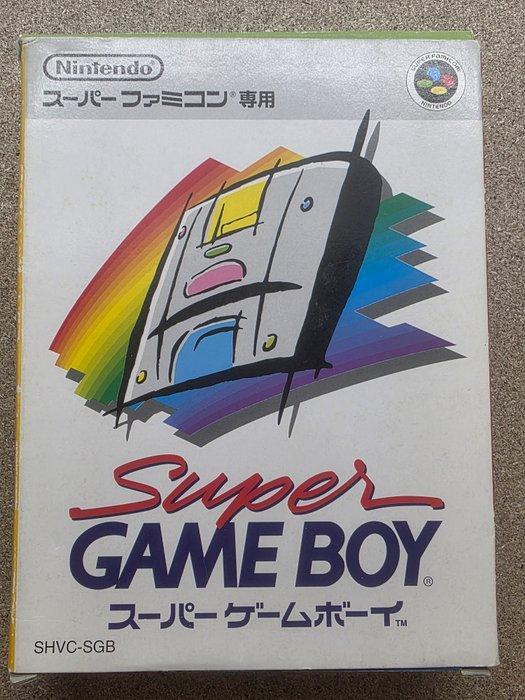 Nintendo®
スーパーファミコン®専用
SUPER FAMICOM
NINTENDO
Super
GAME BOY®
スーパーゲームボーイ™
SHVC-SGB